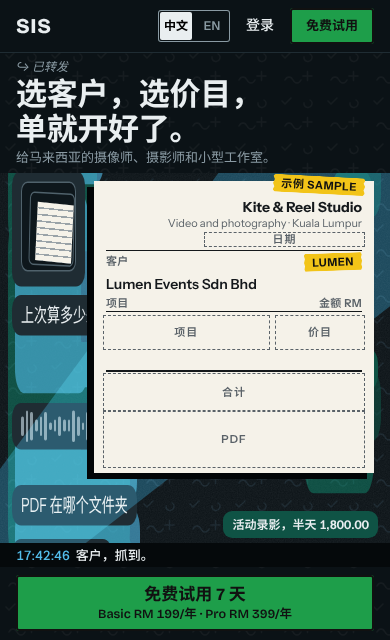 SIS
中文
EN
登录
免费试用
已转发
选客户，选价目，
单就开好了。
给马来西亚的摄像师、摄影师和小型工作室。
示例 SAMPLE
Kite & Reel Studio
Video and photography · Kuala Lumpur
日期
客户
LUMEN
Lumen Events Sdn Bhd
项目
金额 RM
项目
价目
合计
PDF
上次算多少
PDF 在哪个文件夹
活动录影，半天 1,800.00
17:42:46 客户，抓到。
免费试用 7 天
Basic RM 199/年 · Pro RM 399/年